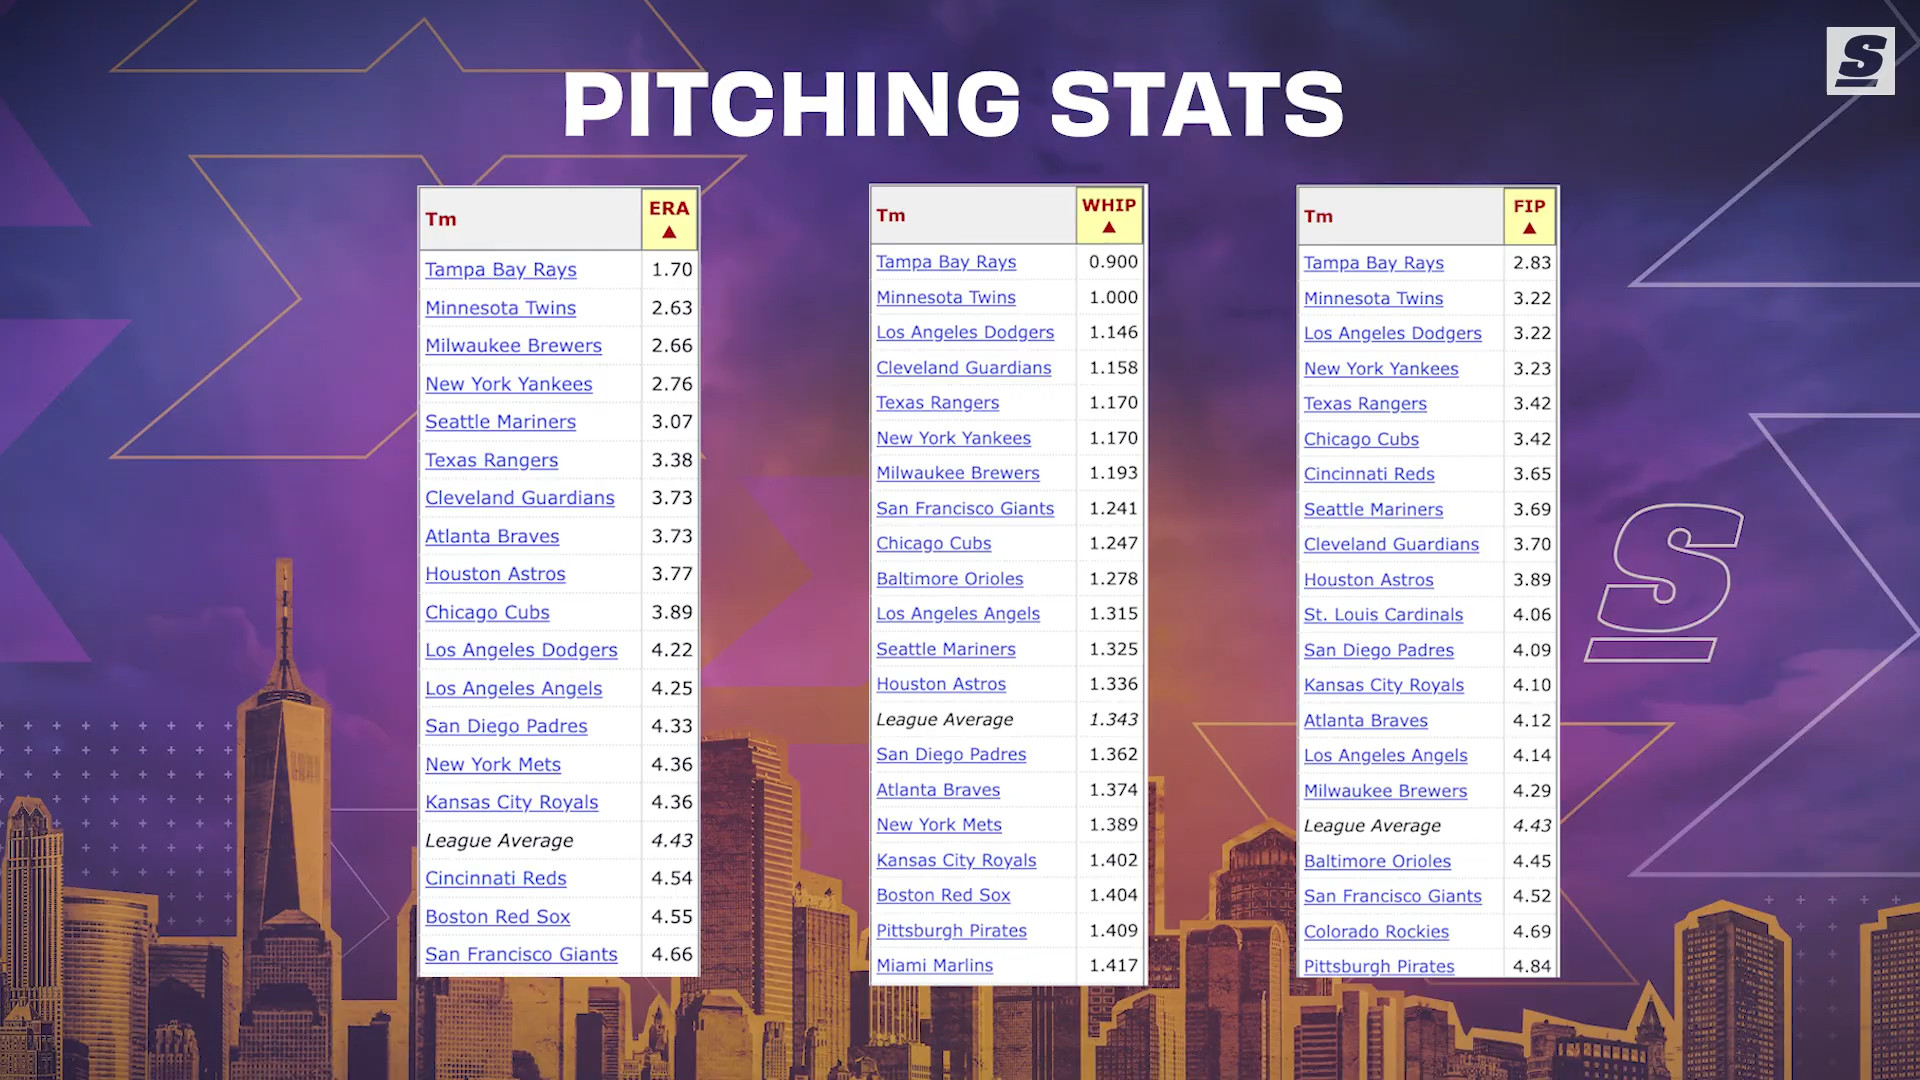 S
PITCHING STATS
Tm ERA ▲
Tampa Bay Rays 1.70
Minnesota Twins 2.63
Milwaukee Brewers 2.66
New York Yankees 2.76
Seattle Mariners 3.07
Texas Rangers 3.38
Cleveland Guardians 3.73
Atlanta Braves 3.73
Houston Astros 3.77
Chicago Cubs 3.89
Los Angeles Dodgers 4.22
Los Angeles Angels 4.25
San Diego Padres 4.33
New York Mets 4.36
Kansas City Royals 4.36
League Average 4.43
Cincinnati Reds 4.54
Boston Red Sox 4.55
San Francisco Giants 4.66
Tm WHIP ▲
Tampa Bay Rays 0.900
Minnesota Twins 1.000
Los Angeles Dodgers 1.146
Cleveland Guardians 1.158
Texas Rangers 1.170
New York Yankees 1.170
Milwaukee Brewers 1.193
San Francisco Giants 1.241
Chicago Cubs 1.247
Baltimore Orioles 1.278
Los Angeles Angels 1.315
Seattle Mariners 1.325
Houston Astros 1.336
League Average 1.343
San Diego Padres 1.362
Atlanta Braves 1.374
New York Mets 1.389
Kansas City Royals 1.402
Boston Red Sox 1.404
Pittsburgh Pirates 1.409
Miami Marlins 1.417
Tm FIP ▲
Tampa Bay Rays 2.83
Minnesota Twins 3.22
Los Angeles Dodgers 3.22
New York Yankees 3.23
Texas Rangers 3.42
Chicago Cubs 3.42
Cincinnati Reds 3.65
Seattle Mariners 3.69
Cleveland Guardians 3.70
Houston Astros 3.89
St. Louis Cardinals 4.06
San Diego Padres 4.09
Kansas City Royals 4.10
Atlanta Braves 4.12
Los Angeles Angels 4.14
Milwaukee Brewers 4.29
League Average 4.43
Baltimore Orioles 4.45
San Francisco Giants 4.52
Colorado Rockies 4.69
Pittsburgh Pirates 4.84
S